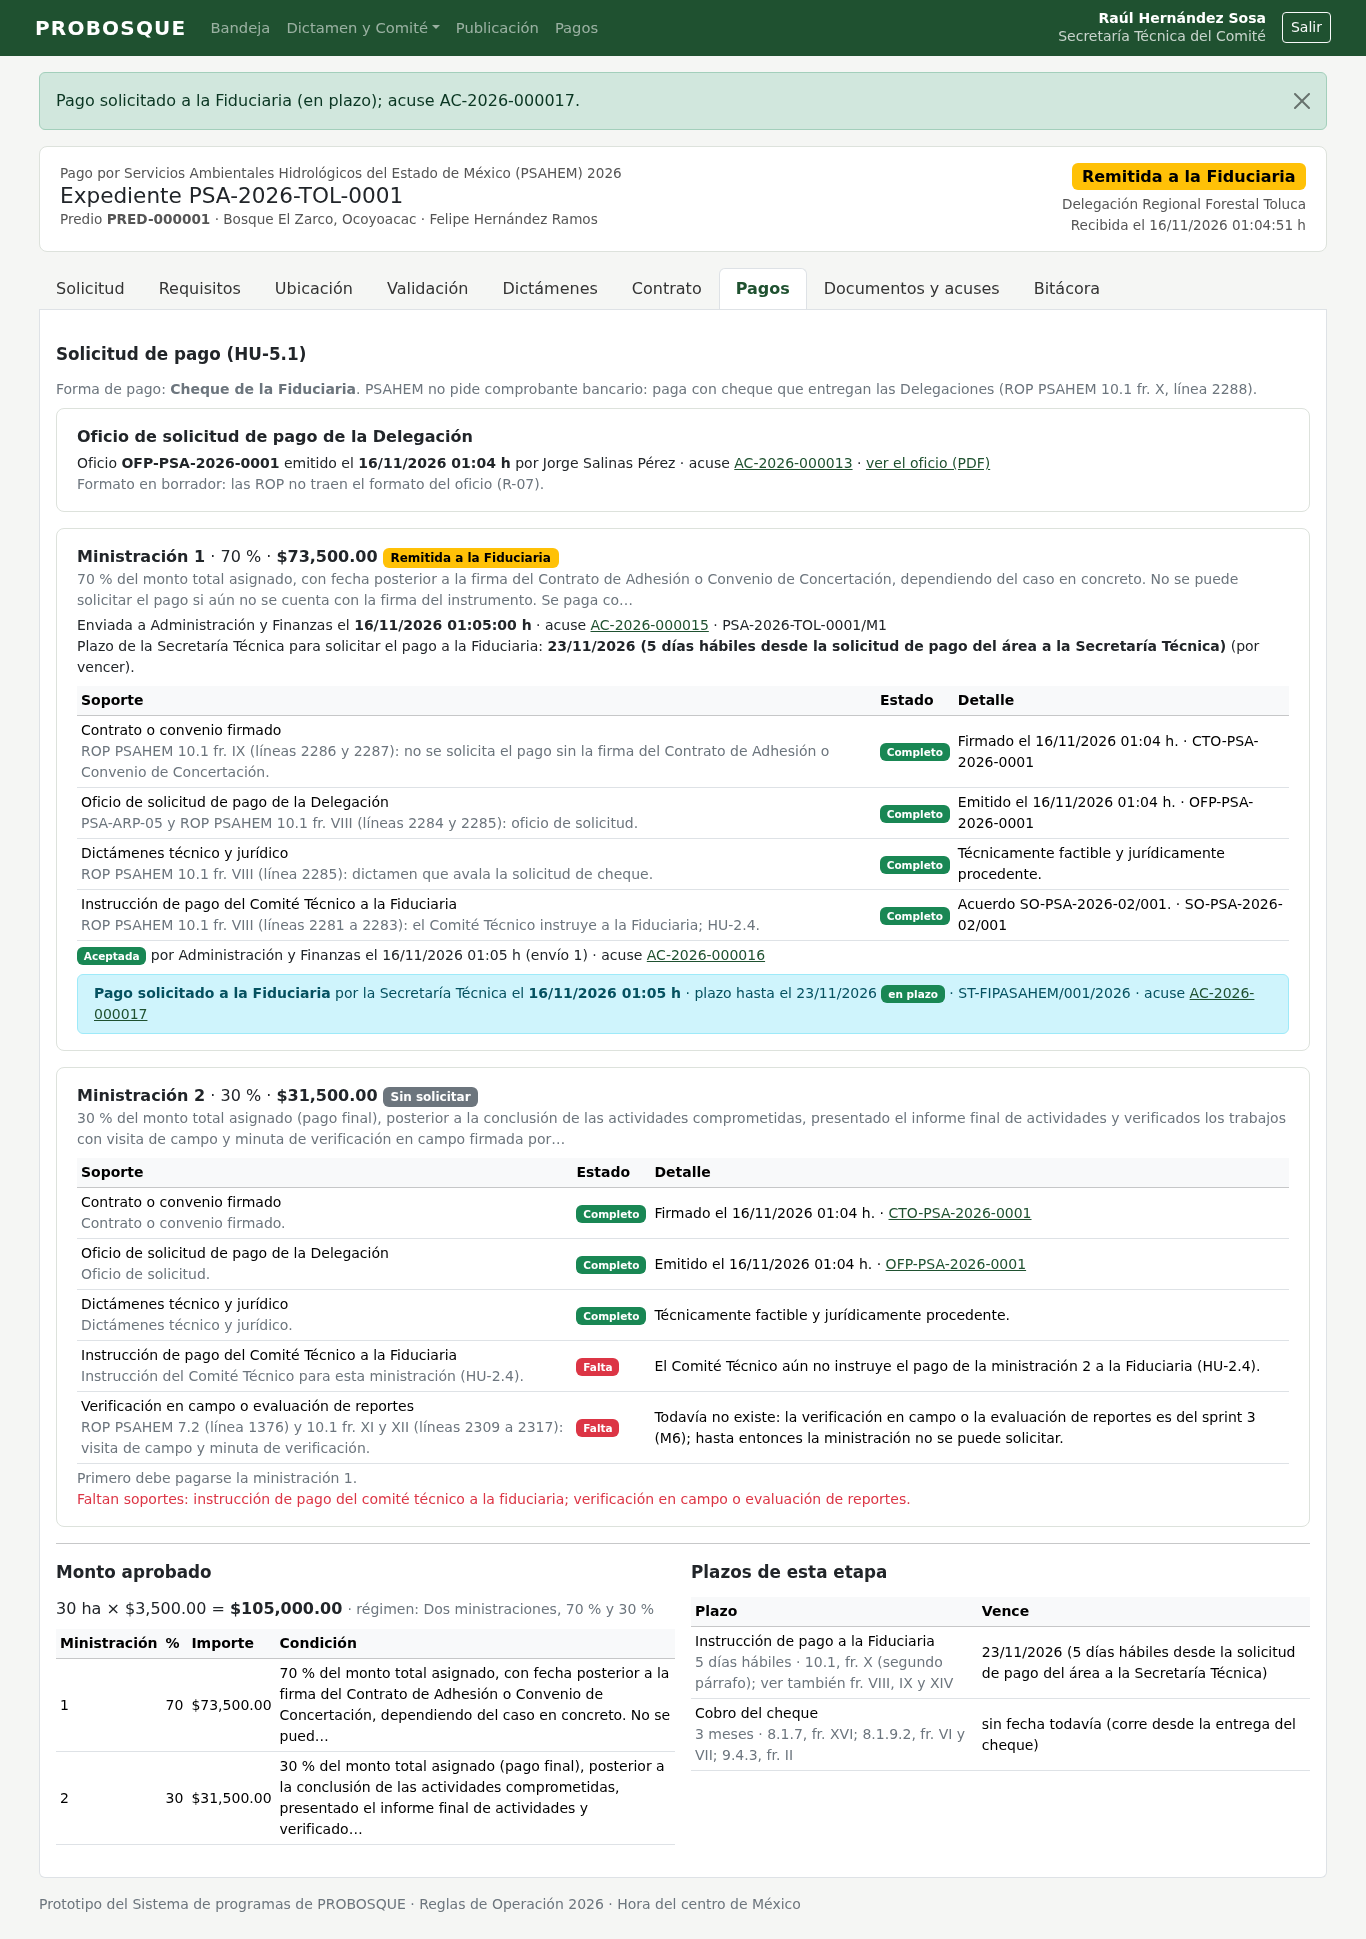 PROBOSQUE Bandeja Dictamen y Comité Publicación Pagos
Raúl Hernández Sosa
Secretaría Técnica del Comité
Salir
Pago solicitado a la Fiduciaria (en plazo); acuse AC-2026-000017.
Pago por Servicios Ambientales Hidrológicos del Estado de México (PSAHEM) 2026
Expediente PSA-2026-TOL-0001
Predio PRED-000001 · Bosque El Zarco, Ocoyoacac · Felipe Hernández Ramos
Remitida a la Fiduciaria
Delegación Regional Forestal Toluca
Recibida el 16/11/2026 01:04:51 h
Solicitud Requisitos Ubicación Validación Dictámenes Contrato Pagos Documentos y acuses Bitácora
Solicitud de pago (HU-5.1)
Forma de pago: Cheque de la Fiduciaria. PSAHEM no pide comprobante bancario: paga con cheque que entregan las Delegaciones (ROP PSAHEM 10.1 fr. X, línea 2288).
Oficio de solicitud de pago de la Delegación
Oficio OFP-PSA-2026-0001 emitido el 16/11/2026 01:04 h por Jorge Salinas Pérez · acuse AC-2026-000013 · ver el oficio (PDF)
Formato en borrador: las ROP no traen el formato del oficio (R-07).
Ministración 1 · 70 % · $73,500.00 Remitida a la Fiduciaria
70 % del monto total asignado, con fecha posterior a la firma del Contrato de Adhesión o Convenio de Concertación, dependiendo del caso en concreto. No se puede
solicitar el pago si aún no se cuenta con la firma del instrumento. Se paga co…
Enviada a Administración y Finanzas el 16/11/2026 01:05:00 h · acuse AC-2026-000015 · PSA-2026-TOL-0001/M1
Plazo de la Secretaría Técnica para solicitar el pago a la Fiduciaria: 23/11/2026 (5 días hábiles desde la solicitud de pago del área a la Secretaría Técnica) (por
vencer).
Soporte Estado Detalle
Contrato o convenio firmado
ROP PSAHEM 10.1 fr. IX (líneas 2286 y 2287): no se solicita el pago sin la firma del Contrato de Adhesión o
Convenio de Concertación.
Completo
Firmado el 16/11/2026 01:04 h. · CTO-PSA-
2026-0001
Oficio de solicitud de pago de la Delegación
PSA-ARP-05 y ROP PSAHEM 10.1 fr. VIII (líneas 2284 y 2285): oficio de solicitud.
Completo
Emitido el 16/11/2026 01:04 h. · OFP-PSA-
2026-0001
Dictámenes técnico y jurídico
ROP PSAHEM 10.1 fr. VIII (línea 2285): dictamen que avala la solicitud de cheque.
Completo
Técnicamente factible y jurídicamente
procedente.
Instrucción de pago del Comité Técnico a la Fiduciaria
ROP PSAHEM 10.1 fr. VIII (líneas 2281 a 2283): el Comité Técnico instruye a la Fiduciaria; HU-2.4.
Completo
Acuerdo SO-PSA-2026-02/001. · SO-PSA-2026-
02/001
Aceptada por Administración y Finanzas el 16/11/2026 01:05 h (envío 1) · acuse AC-2026-000016
Pago solicitado a la Fiduciaria por la Secretaría Técnica el 16/11/2026 01:05 h · plazo hasta el 23/11/2026 en plazo · ST-FIPASAHEM/001/2026 · acuse AC-2026-
000017
Ministración 2 · 30 % · $31,500.00 Sin solicitar
30 % del monto total asignado (pago final), posterior a la conclusión de las actividades comprometidas, presentado el informe final de actividades y verificados los trabajos
con visita de campo y minuta de verificación en campo firmada por…
Soporte Estado Detalle
Contrato o convenio firmado
Contrato o convenio firmado.
Completo
Firmado el 16/11/2026 01:04 h. · CTO-PSA-2026-0001
Oficio de solicitud de pago de la Delegación
Oficio de solicitud.
Completo
Emitido el 16/11/2026 01:04 h. · OFP-PSA-2026-0001
Dictámenes técnico y jurídico
Dictámenes técnico y jurídico.
Completo
Técnicamente factible y jurídicamente procedente.
Instrucción de pago del Comité Técnico a la Fiduciaria
Instrucción del Comité Técnico para esta ministración (HU-2.4).
Falta
El Comité Técnico aún no instruye el pago de la ministración 2 a la Fiduciaria (HU-2.4).
Verificación en campo o evaluación de reportes
ROP PSAHEM 7.2 (línea 1376) y 10.1 fr. XI y XII (líneas 2309 a 2317):
visita de campo y minuta de verificación.
Falta
Todavía no existe: la verificación en campo o la evaluación de reportes es del sprint 3
(M6); hasta entonces la ministración no se puede solicitar.
Primero debe pagarse la ministración 1.
Faltan soportes: instrucción de pago del comité técnico a la fiduciaria; verificación en campo o evaluación de reportes.
Monto aprobado
30 ha × $3,500.00 = $105,000.00 · régimen: Dos ministraciones, 70 % y 30 %
Ministración % Importe Condición
1 70 $73,500.00
70 % del monto total asignado, con fecha posterior a la
firma del Contrato de Adhesión o Convenio de
Concertación, dependiendo del caso en concreto. No se
pued…
2 30 $31,500.00
30 % del monto total asignado (pago final), posterior a
la conclusión de las actividades comprometidas,
presentado el informe final de actividades y
verificado…
Plazos de esta etapa
Plazo Vence
Instrucción de pago a la Fiduciaria
5 días hábiles · 10.1, fr. X (segundo
párrafo); ver también fr. VIII, IX y XIV
23/11/2026 (5 días hábiles desde la solicitud
de pago del área a la Secretaría Técnica)
Cobro del cheque
3 meses · 8.1.7, fr. XVI; 8.1.9.2, fr. VI y
VII; 9.4.3, fr. II
sin fecha todavía (corre desde la entrega del
cheque)
Prototipo del Sistema de programas de PROBOSQUE · Reglas de Operación 2026 · Hora del centro de México